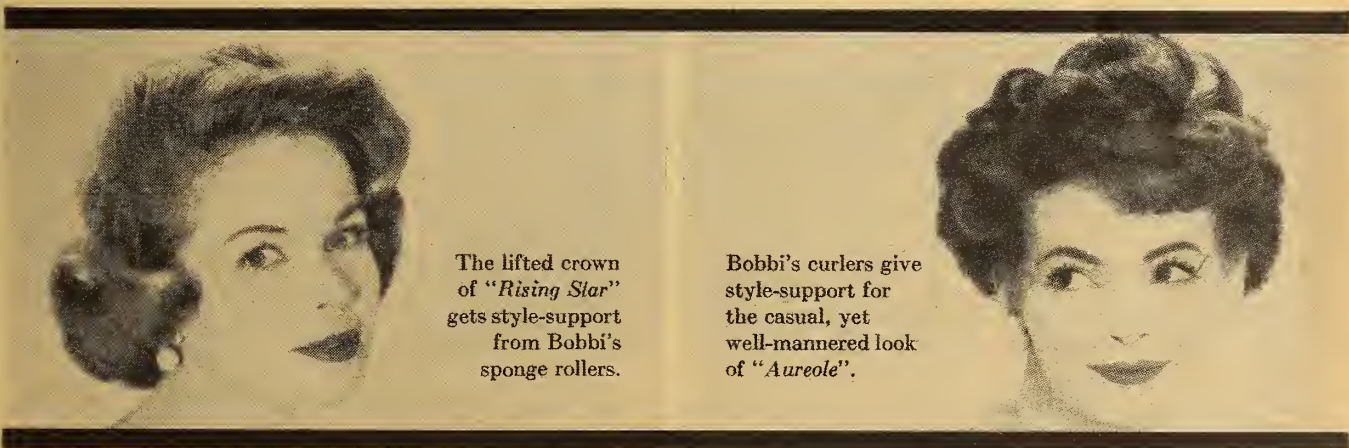 The lifted crown
of "Rising Star"
gets style-support
from Bobbi's
sponge rollers.
Bobbi's curlers give
style-support for
the casual, yet
well-mannered look
of "Aureole".